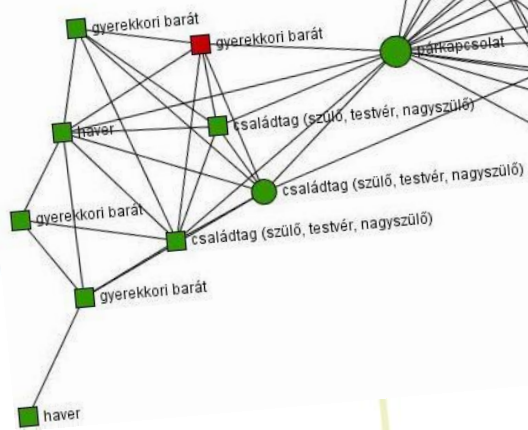 gyerekkori barát
gyerekkori barát
párkapcsolat
haver
családtag (szülő, testvér, nagyszülő)
családtag (szülő, testvér, nagyszülő)
gyerekkori barát
családtag (szülő, testvér, nagyszülő)
gyerekkori barát
haver